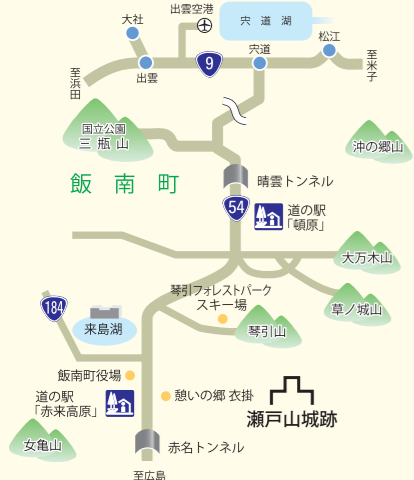 出雲空港
大社
宍道湖
松江
9
宍道
出雲
至浜田
至米子
国立公園
三瓶山
沖の郷山
飯南町
晴雲トンネル
54
道の駅
「頓原」
大万木山
琴引フォレストパーク
スキー場
草ノ城山
184
来島湖
琴引山
飯南町役場
道の駅
「赤来高原」
憩いの郷 衣掛
瀬戸山城跡
女亀山
赤名トンネル
至広島